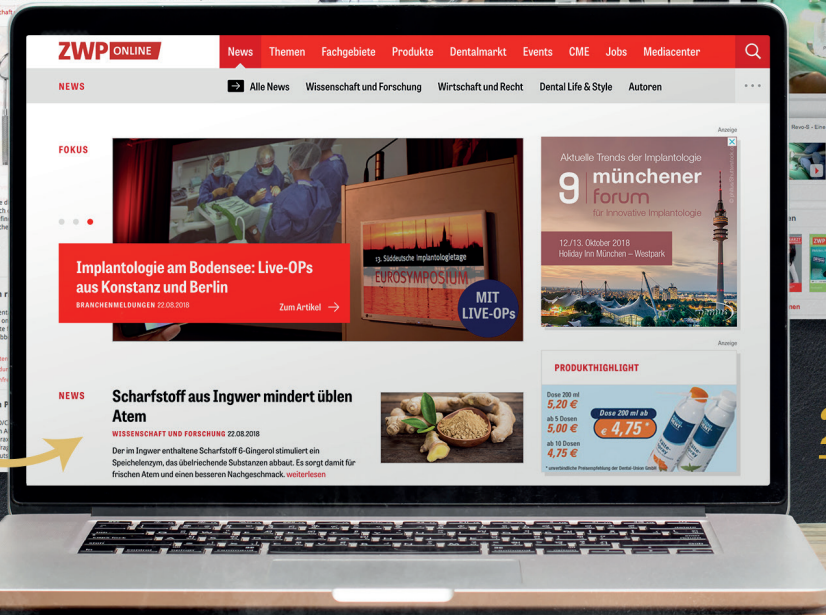 ZWP ONLINE
News Themen Fachgebiete Produkte Dentalmarkt Events CME Jobs Mediacenter
NEWS
Alle News Wissenschaft und Forschung Wirtschaft und Recht Dental Life & Style Autoren
Anzeige
FOKUS
Implantologie am Bodensee: Live-OPs
aus Konstanz und Berlin
BRANCHENMELDUNGEN 22.08.2018
Zum Artikel
13. Süddeutsche Implantologietage
EUROSYMPOSIUM
MIT
LIVE-OPs
Aktuelle Trends der Implantologie
9 münchener
forum
für Innovative Implantologie
12./13. Oktober 2018
Holiday Inn München – Westpark
Anzeige
NEWS
Scharfstoff aus Ingwer mindert üblen
Atem
WISSENSCHAFT UND FORSCHUNG 22.08.2018
Der im Ingwer enthaltene Scharfstoff 6-Gingerol stimuliert ein
Speichelenzym, das übelriechende Substanzen abbaut. Es sorgt damit für
frischen Atem und einen besseren Nachgeschmack. weiterlesen
PRODUKTHIGHLIGHT
Dose 200 ml
5,20 €
ab 5 Dosen
5,00 €
ab 10 Dosen
4,75 €
Dose 200 ml ab
€ 4,75*
* unverbindliche Preisempfehlung der Dental-Union GmbH